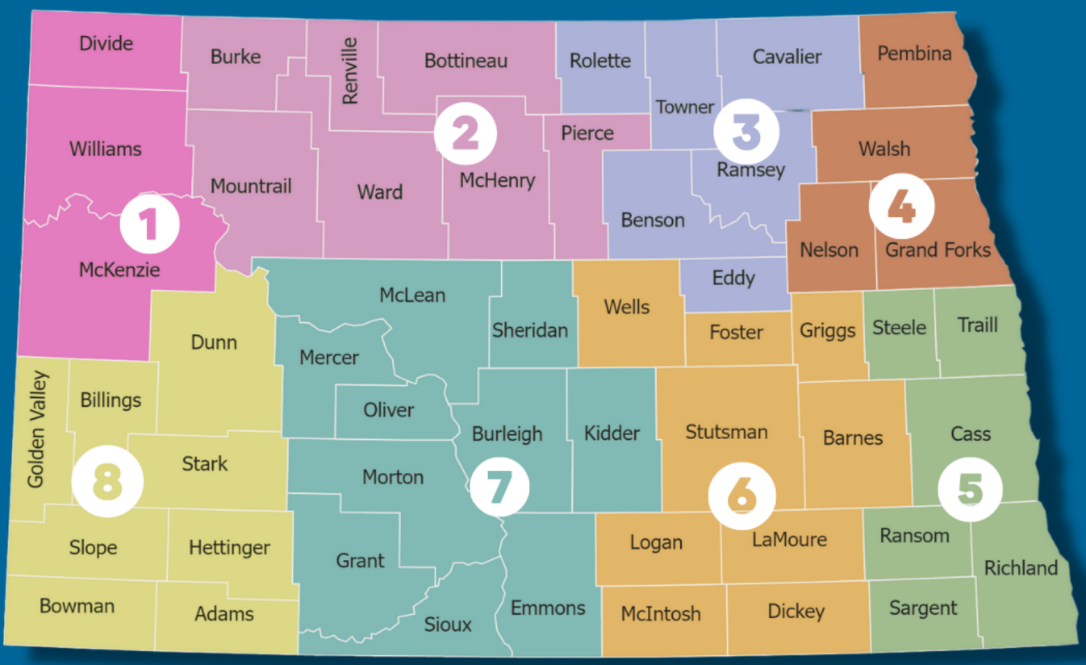 Divide
Burke
Renville
Bottineau
Rolette
Cavalier
Pembina
Towner
Williams
2
Pierce
3
Walsh
Mountrail
Ward
McHenry
Ramsey
1
Benson
4
McKenzie
Nelson
Grand Forks
McLean
Eddy
Dunn
Sheridan
Wells
Foster
Griggs
Steele
Traill
Mercer
Golden Valley
Billings
Oliver
Burleigh
Kidder
Stutsman
Barnes
Cass
Stark
8
Morton
7
6
5
Slope
Hettinger
Grant
Logan
LaMoure
Ransom
Richland
Bowman
Adams
Sioux
Emmons
McIntosh
Dickey
Sargent